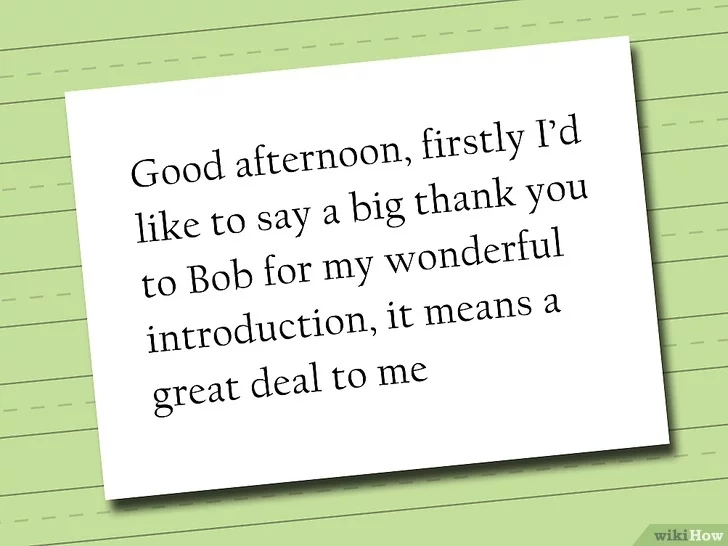 Good afternoon, firstly I'd
like to say a big thank you
to Bob for my wonderful
introduction, it means a
great deal to me
wikiHow